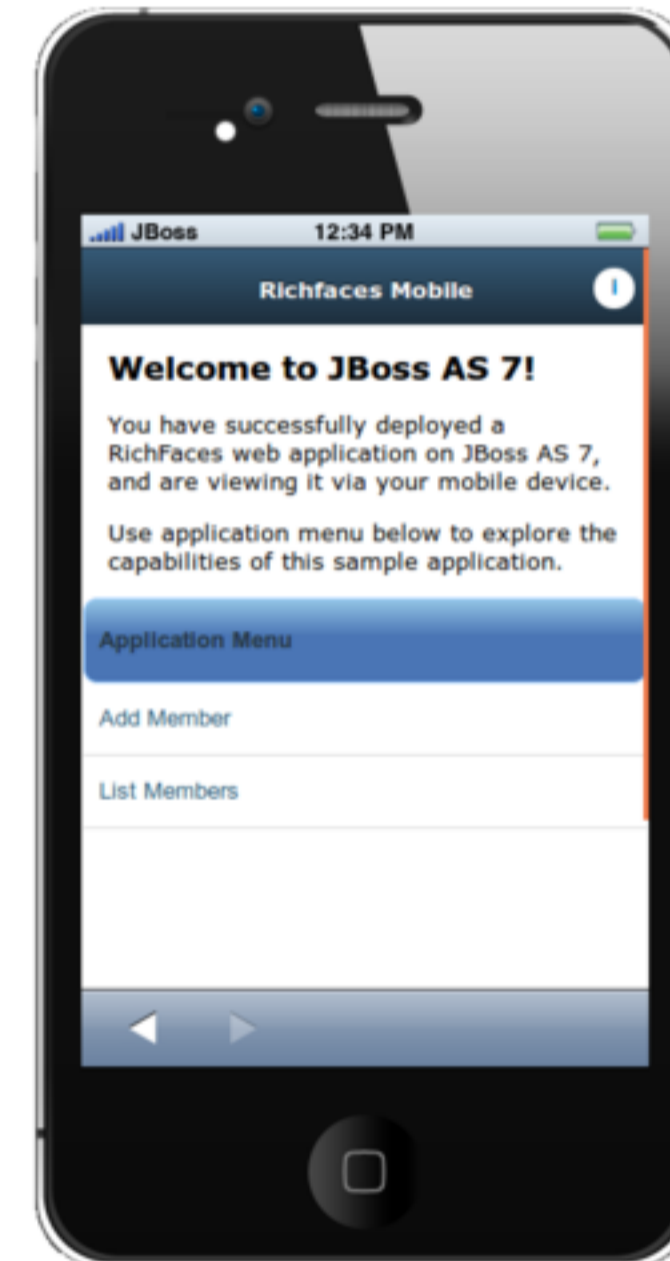 JBoss 12:34 PM
Richfaces Mobile
Welcome to JBoss AS 7!
You have successfully deployed a
RichFaces web application on JBoss AS 7,
and are viewing it via your mobile device.
Use application menu below to explore the
capabilities of this sample application.
Application Menu
Add Member
List Members